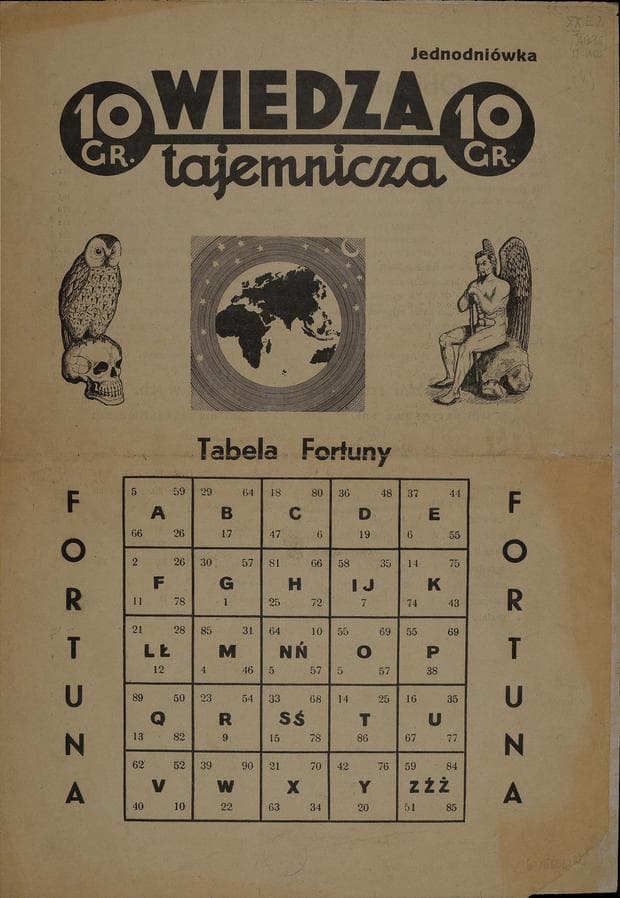 Jednodniówka
10 GR. WIEDZA 10 GR.
tajemnicza
Tabela Fortuny
FORTUNA
5 59 29 64 18 80 36 48 37 44
A B C D E
66 26 17 47 6 19 6 55
2 26 30 57 81 66 58 35 14 75
F G H IJ K
11 78 1 25 72 7 74 43
21 28 85 31 64 10 55 69 55 69
LŁ M NŃ O P
12 4 46 5 57 5 57 38
89 50 23 54 33 68 14 25 16 35
Q R SŚ T U
13 82 9 15 78 86 67 77
62 52 39 90 21 70 42 76 59 84
V W X Y ZŹŻ
40 10 22 63 34 20 51 85
FORTUNA